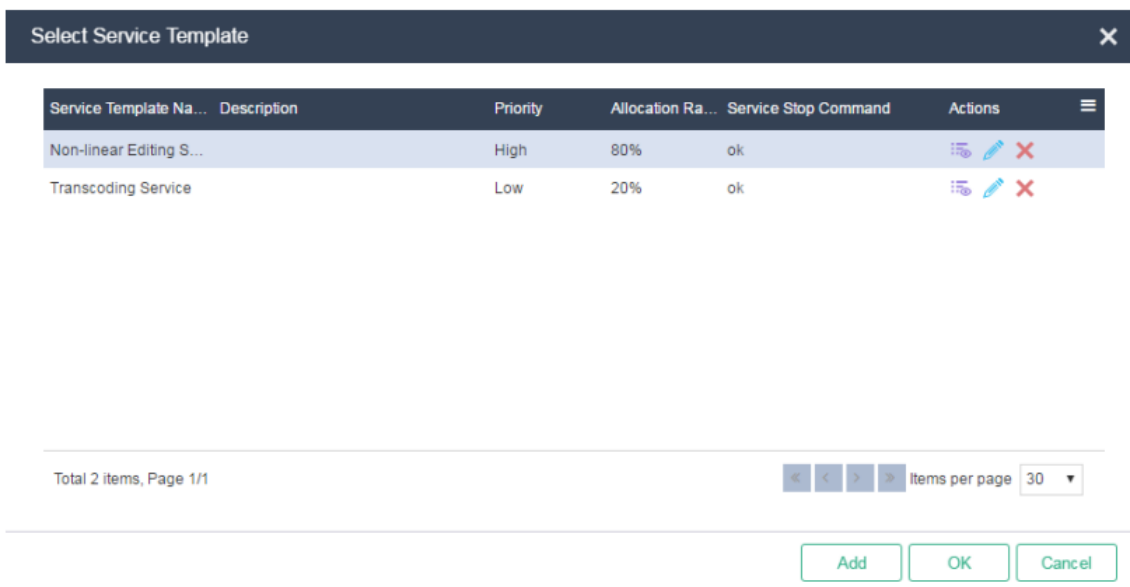 Select Service Template
Service Template Na... Description Priority Allocation Ra... Service Stop Command Actions
Non-linear Editing S... High 80% ok
Transcoding Service Low 20% ok
Total 2 items, Page 1/1 « < > » Items per page 30
Add OK Cancel